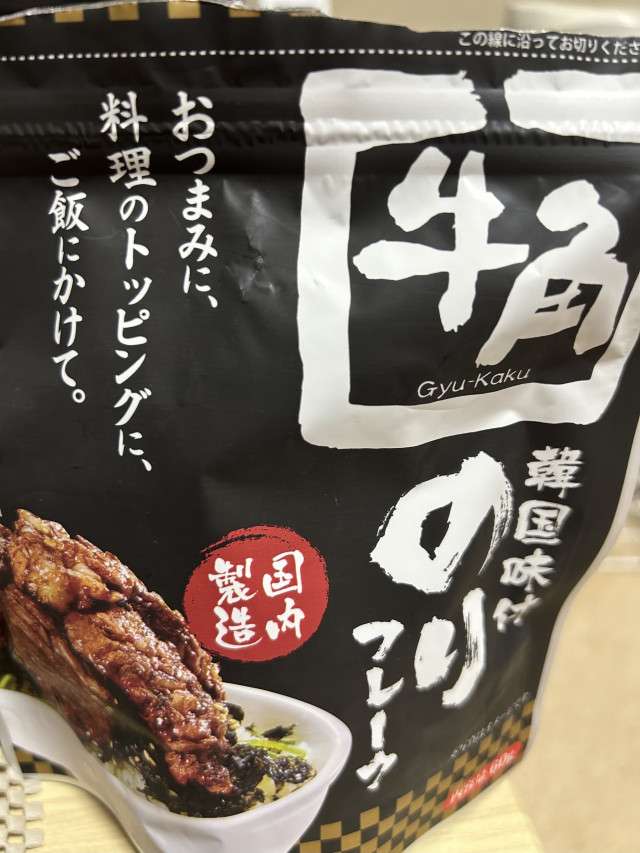 この線に沿ってお切りくださ
牛角
Gyu-Kaku
韓国味付
のり
フレーク
おつまみに、
料理のトッピングに、
ご飯にかけて。
国内
製造
60g